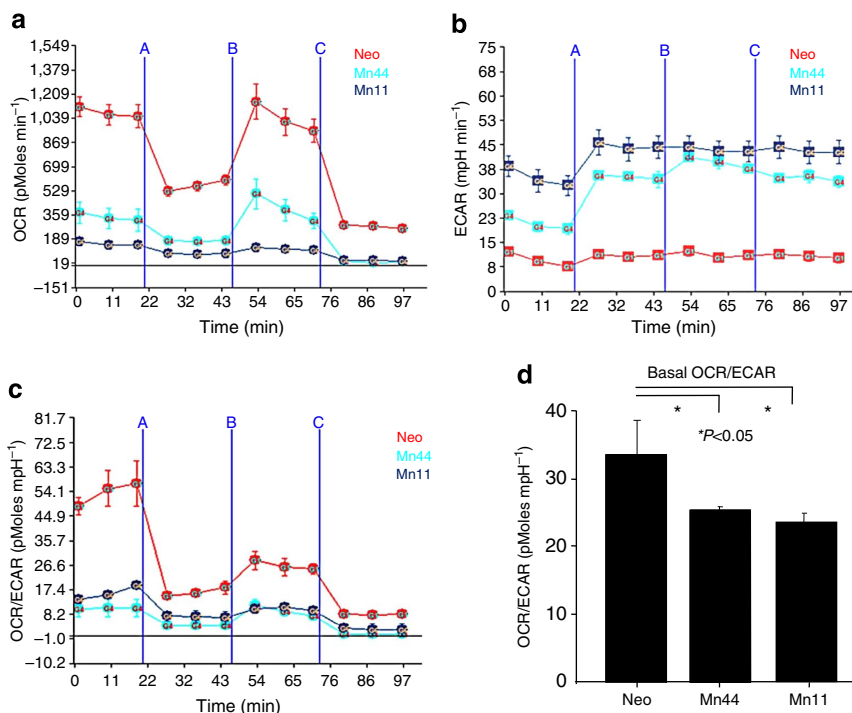 a
A
B
C
Neo
Mn44
Mn11
1,549
1,379
1,209
1,039
869
699
529
359
189
19
−151
OCR (pMoles min⁻¹)
0 11 22 32 43 54 65 76 86 97
Time (min)
b
A
B
C
Neo
Mn44
Mn11
75
68
60
53
45
38
30
23
15
8
0
ECAR (mpH min⁻¹)
0 11 22 32 43 54 65 76 86 97
Time (min)
c
A
B
C
Neo
Mn44
Mn11
81.7
72.5
63.3
54.1
44.9
35.7
26.6
17.4
8.2
−1.0
−10.2
OCR/ECAR (pMoles mpH⁻¹)
0 11 22 32 43 54 65 76 86 97
Time (min)
d
Basal OCR/ECAR
* *
*P<0.05
40
30
20
10
0
OCR/ECAR (pMoles mpH⁻¹)
Neo Mn44 Mn11